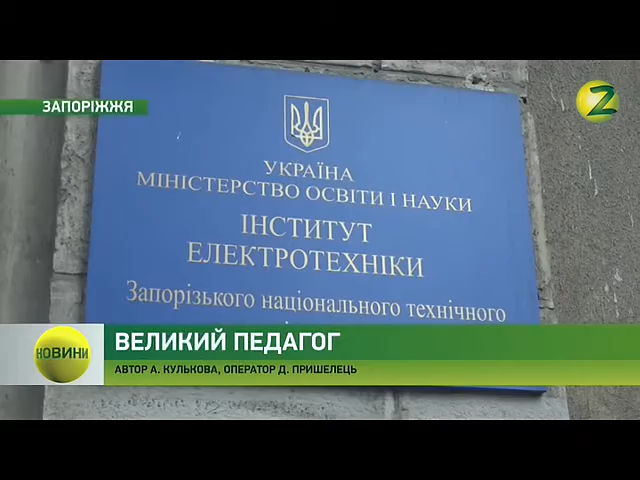 ЗАПОРІЖЖЯ
Z
УКРАЇНА
МІНІСТЕРСТВО ОСВІТИ І НАУКИ
ІНСТИТУТ
ЕЛЕКТРОТЕХНІКИ
Запорізького національного технічного
НОВИНИ
ВЕЛИКИЙ ПЕДАГОГ
АВТОР А. КУЛЬКОВА, ОПЕРАТОР Д. ПРИШЕЛЕЦЬ